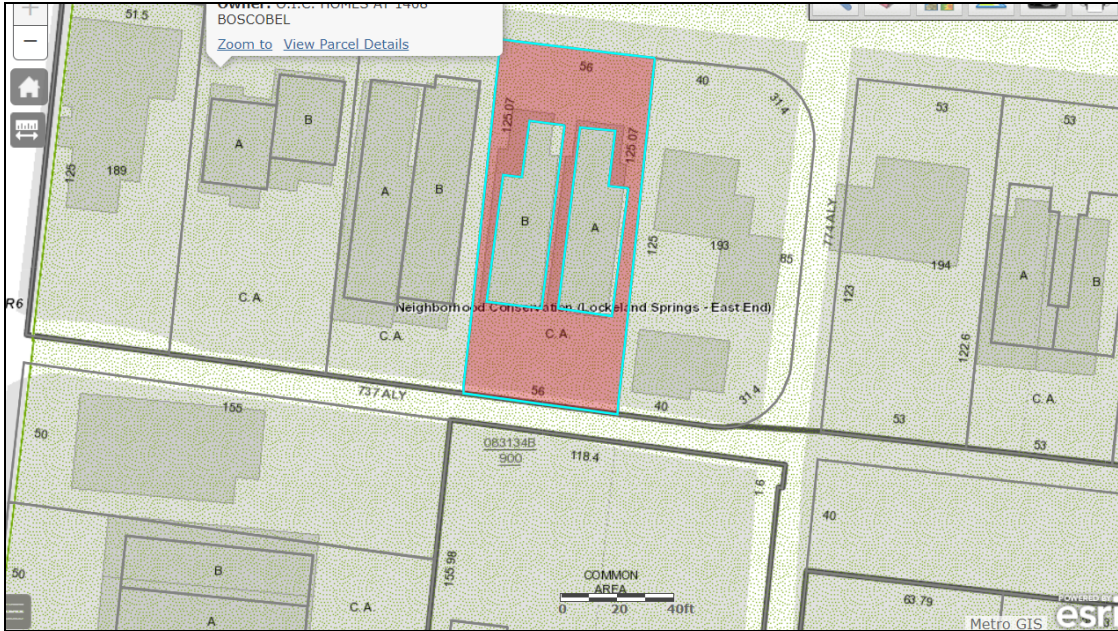 Owner: O.I.C. HOMES AT 1408
BOSCOBEL
Zoom to View Parcel Details
51.5
56
40
31.4
53
53
125.07
125.07
125
189
A
B
A
B
B
A
125
193
85
774 ALY
194
123
122.6
A
B
R6
C. A.
Neighborhood Conservation (Lockeland Springs - East End)
C. A.
C. A.
C. A.
737 ALY
56
40
31.4
53
53
155
50
083134B
900
118.4
1.6
40
50
B
A
C. A.
155.98
COMMON
AREA
0 20 40ft
63.79
Metro GIS
POWERED BY
esri